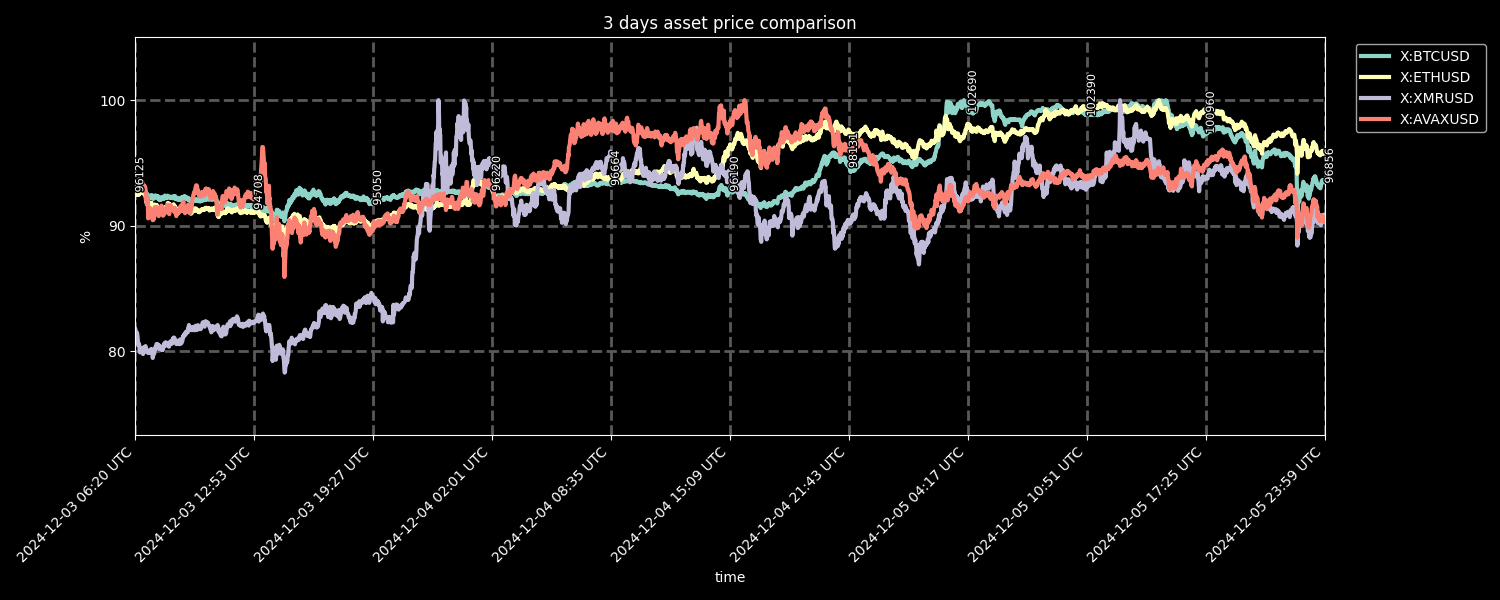 3 days asset price comparison
X:BTCUSD
X:ETHUSD
X:XMRUSD
X:AVAXUSD
%
100
90
80
96125
94708
95050
96220
96664
96190
98131
102690
102390
100960
96856
2024-12-03 06:20 UTC
2024-12-03 12:53 UTC
2024-12-03 19:27 UTC
2024-12-04 02:01 UTC
2024-12-04 08:35 UTC
2024-12-04 15:09 UTC
2024-12-04 21:43 UTC
2024-12-05 04:17 UTC
2024-12-05 10:51 UTC
2024-12-05 17:25 UTC
2024-12-05 23:59 UTC
time